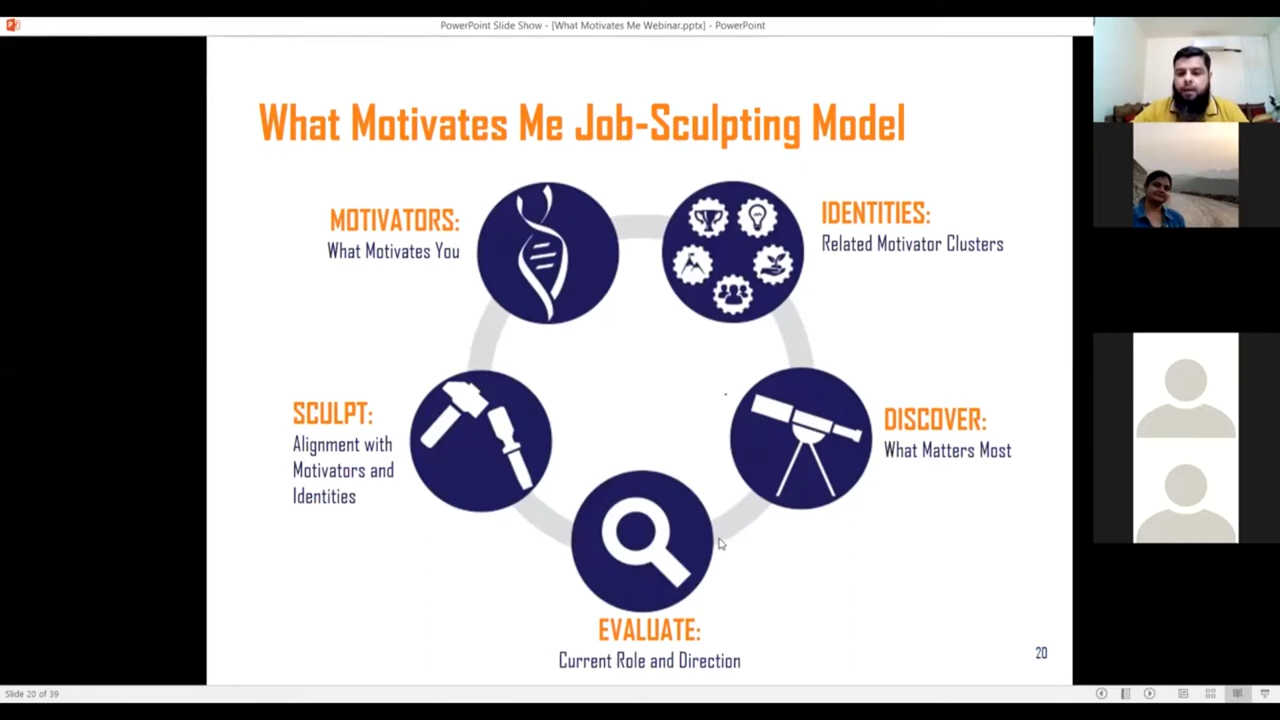 PowerPoint Slide Show - [What Motivates Me Webinar.pptx] - PowerPoint
What Motivates Me Job-Sculpting Model
MOTIVATORS:
What Motivates You
IDENTITIES:
Related Motivator Clusters
SCULPT:
Alignment with
Motivators and
Identities
DISCOVER:
What Matters Most
EVALUATE:
Current Role and Direction
20
Slide 20 of 39